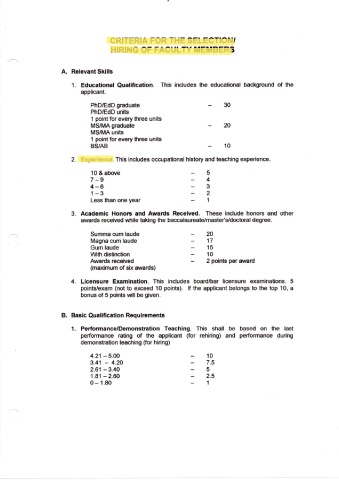 CRITERIA FOR THE SELECTION/
HIRING OF FACULTY MEMBERS
A. Relevant Skills
1. Educational Qualification. This includes the educational background of the
applicant.
PhD/EdD graduate – 30
PhD/EdD units
1 point for every three units
MS/MA graduate – 20
MS/MA units
1 point for every three units
BS/AB – 10
2. Experience. This includes occupational history and teaching experience.
10 & above – 5
7 – 9 – 4
4 – 6 – 3
1 – 3 – 2
Less than one year – 1
3. Academic Honors and Awards Received. These include honors and other
awards received while taking the baccalaureate/master's/doctoral degree.
Summa cum laude – 20
Magna cum laude – 17
Cum laude – 15
With distinction – 10
Awards received – 2 points per award
(maximum of six awards)
4. Licensure Examination. This includes board/bar licensure examinations. 5
points/exam (not to exceed 10 points). If the applicant belongs to the top 10, a
bonus of 5 points will be given.
B. Basic Qualification Requirements
1. Performance/Demonstration Teaching. This shall be based on the last
performance rating of the applicant (for rehiring) and performance during
demonstration teaching (for hiring)
4.21 – 5.00 – 10
3.41 – 4.20 – 7.5
2.61 – 3.40 – 5
1.81 – 2.60 – 2.5
0 – 1.80 – 1